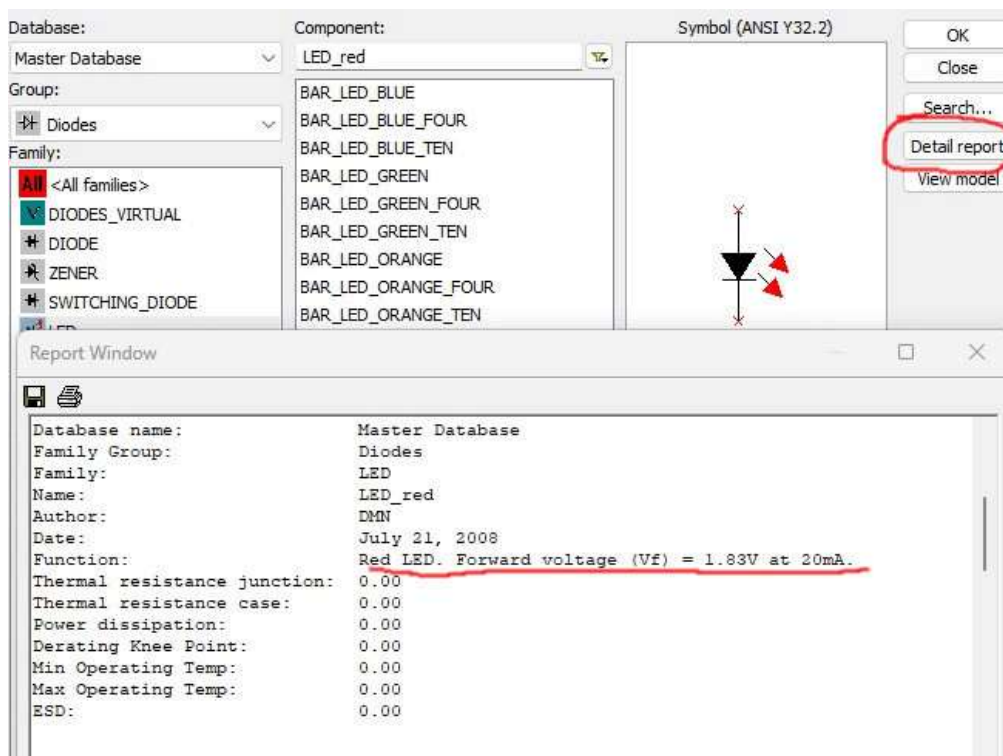 Database:
Master Database
Group:
Diodes
Family:
All <All families>
DIODES_VIRTUAL
DIODE
ZENER
SWITCHING_DIODE
LED
Component:
LED_red
BAR_LED_BLUE
BAR_LED_BLUE_FOUR
BAR_LED_BLUE_TEN
BAR_LED_GREEN
BAR_LED_GREEN_FOUR
BAR_LED_GREEN_TEN
BAR_LED_ORANGE
BAR_LED_ORANGE_FOUR
BAR_LED_ORANGE_TEN
Symbol (ANSI Y32.2)
OK
Close
Search...
Detail report
View model
Report Window
Database name: Master Database
Family Group: Diodes
Family: LED
Name: LED_red
Author: DMN
Date: July 21, 2008
Function: Red LED. Forward voltage (Vf) = 1.83V at 20mA.
Thermal resistance junction: 0.00
Thermal resistance case: 0.00
Power dissipation: 0.00
Derating Knee Point: 0.00
Min Operating Temp: 0.00
Max Operating Temp: 0.00
ESD: 0.00